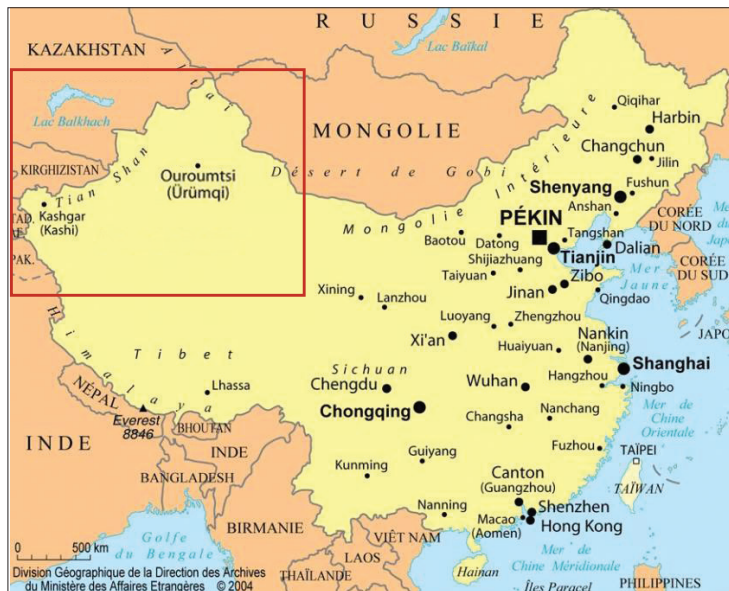 RUSSIE
Lac Baïkal
KAZAKHSTAN
Altaï
Lac Balkhach
MONGOLIE
Qiqihar
Harbin
Changchun
Jilin
KIRGHIZISTAN
Tian Shan
Ouroumtsi
(Ürümqi)
Désert de Gobi
Mongolie Intérieure
Shenyang
Fushun
Anshan
Kashgar
(Kashi)
TAD.
PAK.
PÉKIN
Baotou
Datong
Tangshan
Tianjin
Dalian
CORÉE
DU NORD
Mer
du Japo
Shijiazhuang
Taiyuan
Zibo
Jinan
Mer
Jaune
CORÉE
DU SUD
Qingdao
Xining
Lanzhou
Luoyang
Zhengzhou
JAPO
Xi'an
Huaiyuan
Nankin
(Nanjing)
Himalaya
Tibet
Sichuan
Chengdu
Shanghai
Hangzhou
Ningbo
Wuhan
Lhassa
NÉPAL
Everest
8846
BHOUTAN
Chongqing
Changsha
Nanchang
Mer de
Chine
Orientale
INDE
INDE
Guiyang
Fuzhou
TAÏPEI
TAÏWAN
BANGLADESH
Kunming
Canton
(Guangzhou)
Nanning
Shenzhen
Macao
(Aomen)
Hong Kong
BIRMANIE
VIÊT NAM
Golfe
du Bengale
LAOS
Hainan
Mer de
Chine Méridionale
0 500 km
THAÏLANDE
Îles Paracel
PHILIPPINES
Division Géographique de la Direction des Archives
du Ministère des Affaires Etrangères © 2004